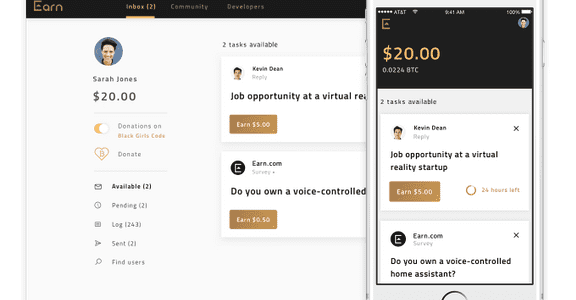 Earn
Inbox (2) Community Developers
Sarah Jones
$20.00
Donations on
Black Girls Code
Donate
Available (2)
Pending (2)
Log (243)
Sent (2)
Find users
2 tasks available
Kevin Dean
Reply
Job opportunity at a virtual
Earn $5.00
Earn.com
Survey
Do you own a voice-controlled
Earn $0.50
AT&T 9:41 AM 100%
$20.00
0.0224 BTC
2 tasks available
Kevin Dean
Reply
Job opportunity at a virtual
reality startup
Earn $5.00
24 hours left
Earn.com
Survey
Do you own a voice-controlled
home assistant?